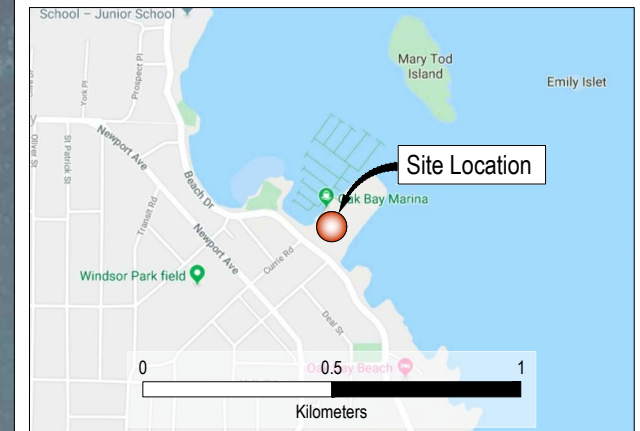 School – Junior School
Mary Tod
Island
Emily Islet
York Pl
Prospect Pl
Oliver St
St Patrick St
Newport Ave
Site Location
Beach Dr
Oak Bay Marina
Transit Rd
Newport Ave
Currie Rd
Windsor Park field
Deal St
0 0.5 1
Oak Bay Beach
Kilometers